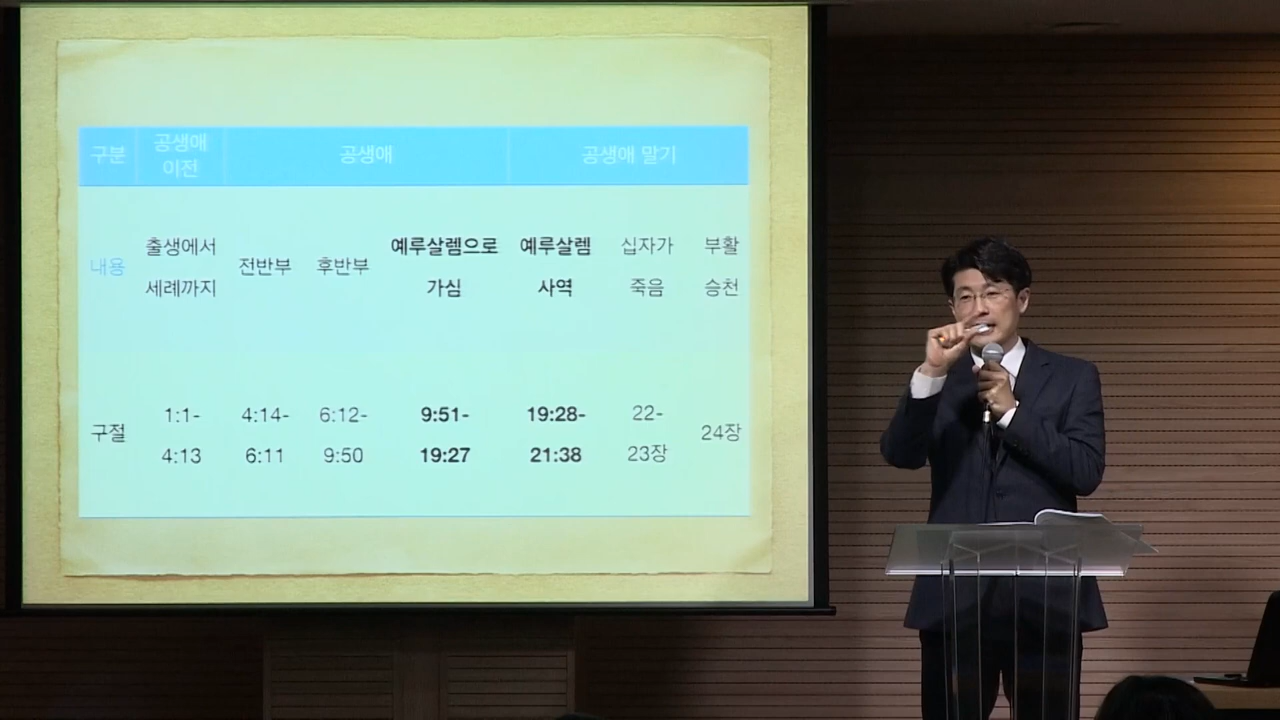 구분 공생애 이전 공생애 공생애 말기
내용 출생에서 세례까지 전반부 후반부 예루살렘으로 가심 예루살렘 사역 십자가 죽음 부활 승천
구절 1:1- 4:13 4:14- 6:11 6:12- 9:50 9:51- 19:27 19:28- 21:38 22- 23장 24장